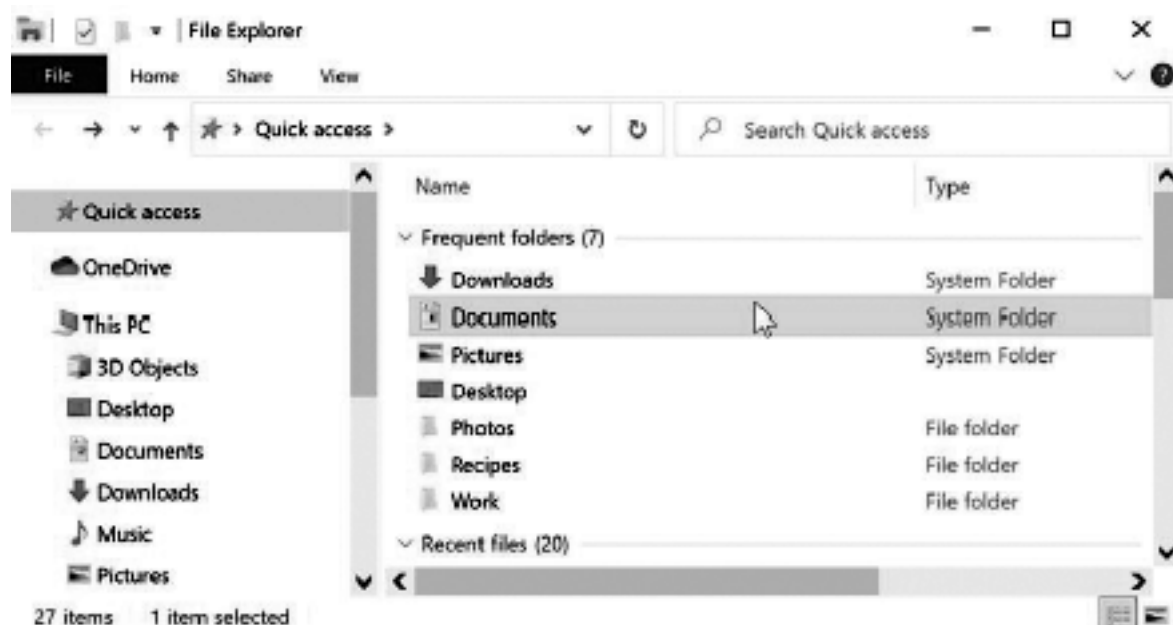 File Explorer
File Home Share View
Quick access
Search Quick access
Quick access
OneDrive
This PC
3D Objects
Desktop
Documents
Downloads
Music
Pictures
Name Type
Frequent folders (7)
Downloads System Folder
Documents System Folder
Pictures System Folder
Desktop
Photos File folder
Recipes File folder
Work File folder
Recent files (20)
27 items 1 item selected